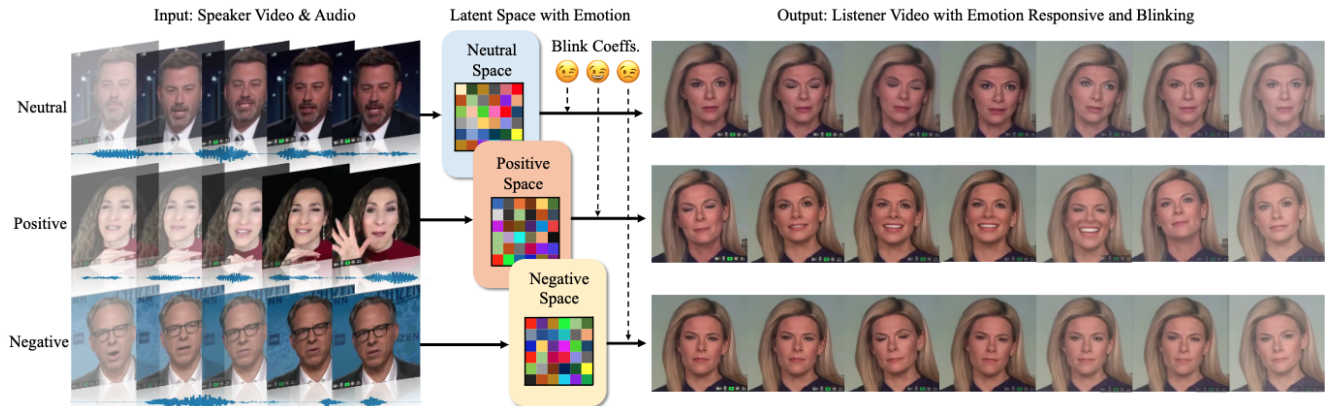 Input: Speaker Video & Audio
Latent Space with Emotion
Output: Listener Video with Emotion Responsive and Blinking
Neutral
Neutral
Space
Blink Coeffs.
Positive
Positive
Space
Negative
Negative
Space